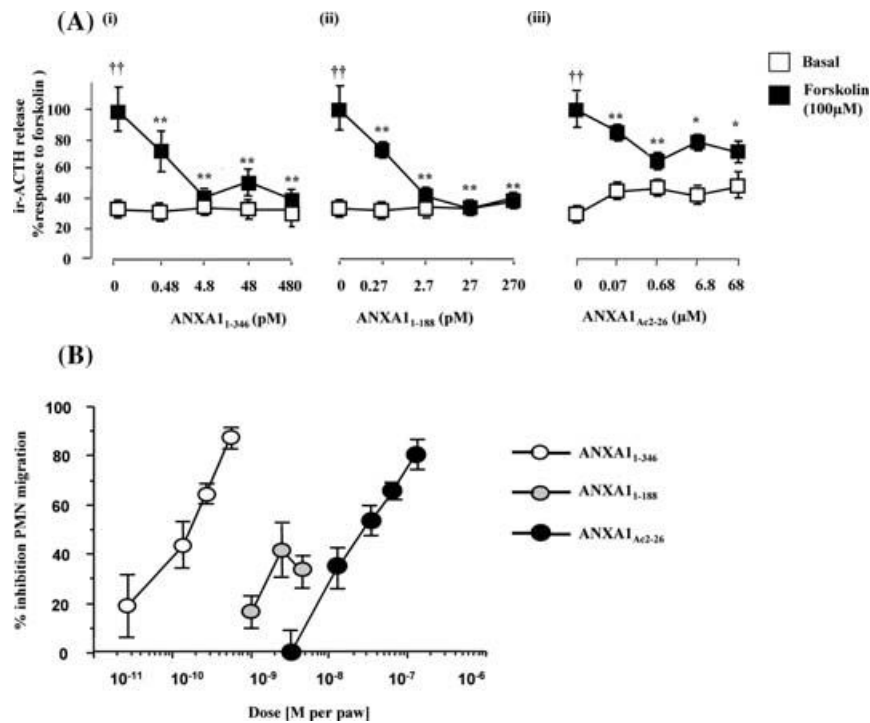 (A) (i) (ii) (iii)
†† †† ††
Basal
Forskolin
(100µM)
ir-ACTH release
%response to forskolin )
100
80
60
40
20
0
** ** ** **
** ** ** **
** ** * *
0 0.48 4.8 48 480
ANXA1₁₋₃₄₆ (pM)
0 0.27 2.7 27 270
ANXA1₁₋₁₈₈ (pM)
0 0.07 0.68 6.8 68
ANXA1Ac2-26 (µM)
(B)
% inhibition PMN migration
100
80
60
40
20
0
10⁻¹¹ 10⁻¹⁰ 10⁻⁹ 10⁻⁸ 10⁻⁷ 10⁻⁶
Dose [M per paw]
ANXA1₁₋₃₄₆
ANXA1₁₋₁₈₈
ANXA1Ac2-26